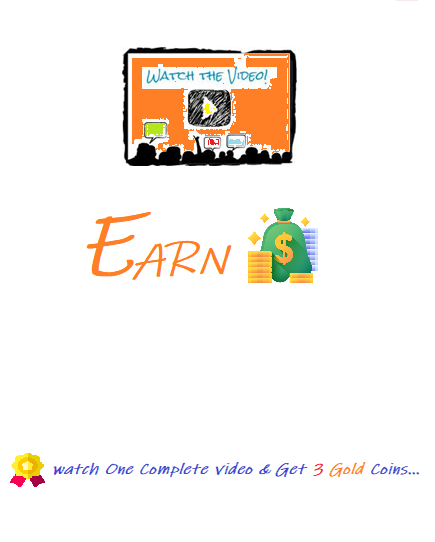 WATCH THE VIDEO!
EARN
$
watch One Complete video & Get 3 Gold Coins...